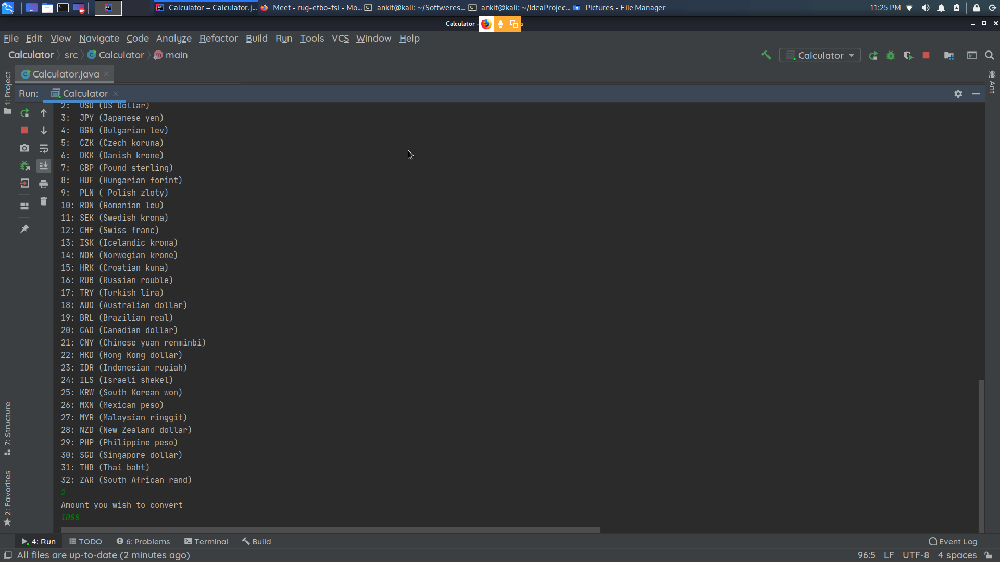 Calculator – Calculator.j...
Meet - rug-efbo-fsi - Mo...
ankit@kali: ~/Softweres...
ankit@kali: ~/IdeaProjec...
Pictures - File Manager
11:25 PM
Calculator -
a
File Edit View Navigate Code Analyze Refactor Build Run Tools VCS Window Help
Calculator src Calculator main
Calculator
Calculator.java
1: Project
Ant
Run: Calculator
2:  USD (US Dollar)
3:  JPY (Japanese yen)
4:  BGN (Bulgarian lev)
5:  CZK (Czech koruna)
6:  DKK (Danish krone)
7:  GBP (Pound sterling)
8:  HUF (Hungarian forint)
9:  PLN ( Polish zloty)
10: RON (Romanian leu)
11: SEK (Swedish krona)
12: CHF (Swiss franc)
13: ISK (Icelandic krona)
14: NOK (Norwegian krone)
15: HRK (Croatian kuna)
16: RUB (Russian rouble)
17: TRY (Turkish lira)
18: AUD (Australian dollar)
19: BRL (Brazilian real)
20: CAD (Canadian dollar)
21: CNY (Chinese yuan renminbi)
22: HKD (Hong Kong dollar)
23: IDR (Indonesian rupiah)
24: ILS (Israeli shekel)
25: KRW (South Korean won)
26: MXN (Mexican peso)
27: MYR (Malaysian ringgit)
28: NZD (New Zealand dollar)
29: PHP (Philippine peso)
30: SGD (Singapore dollar)
31: THB (Thai baht)
32: ZAR (South African rand)
2
Amount you wish to convert
1000
7: Structure
2: Favorites
4: Run TODO 6: Problems Terminal Build Event Log
All files are up-to-date (2 minutes ago) 96:5 LF UTF-8 4 spaces